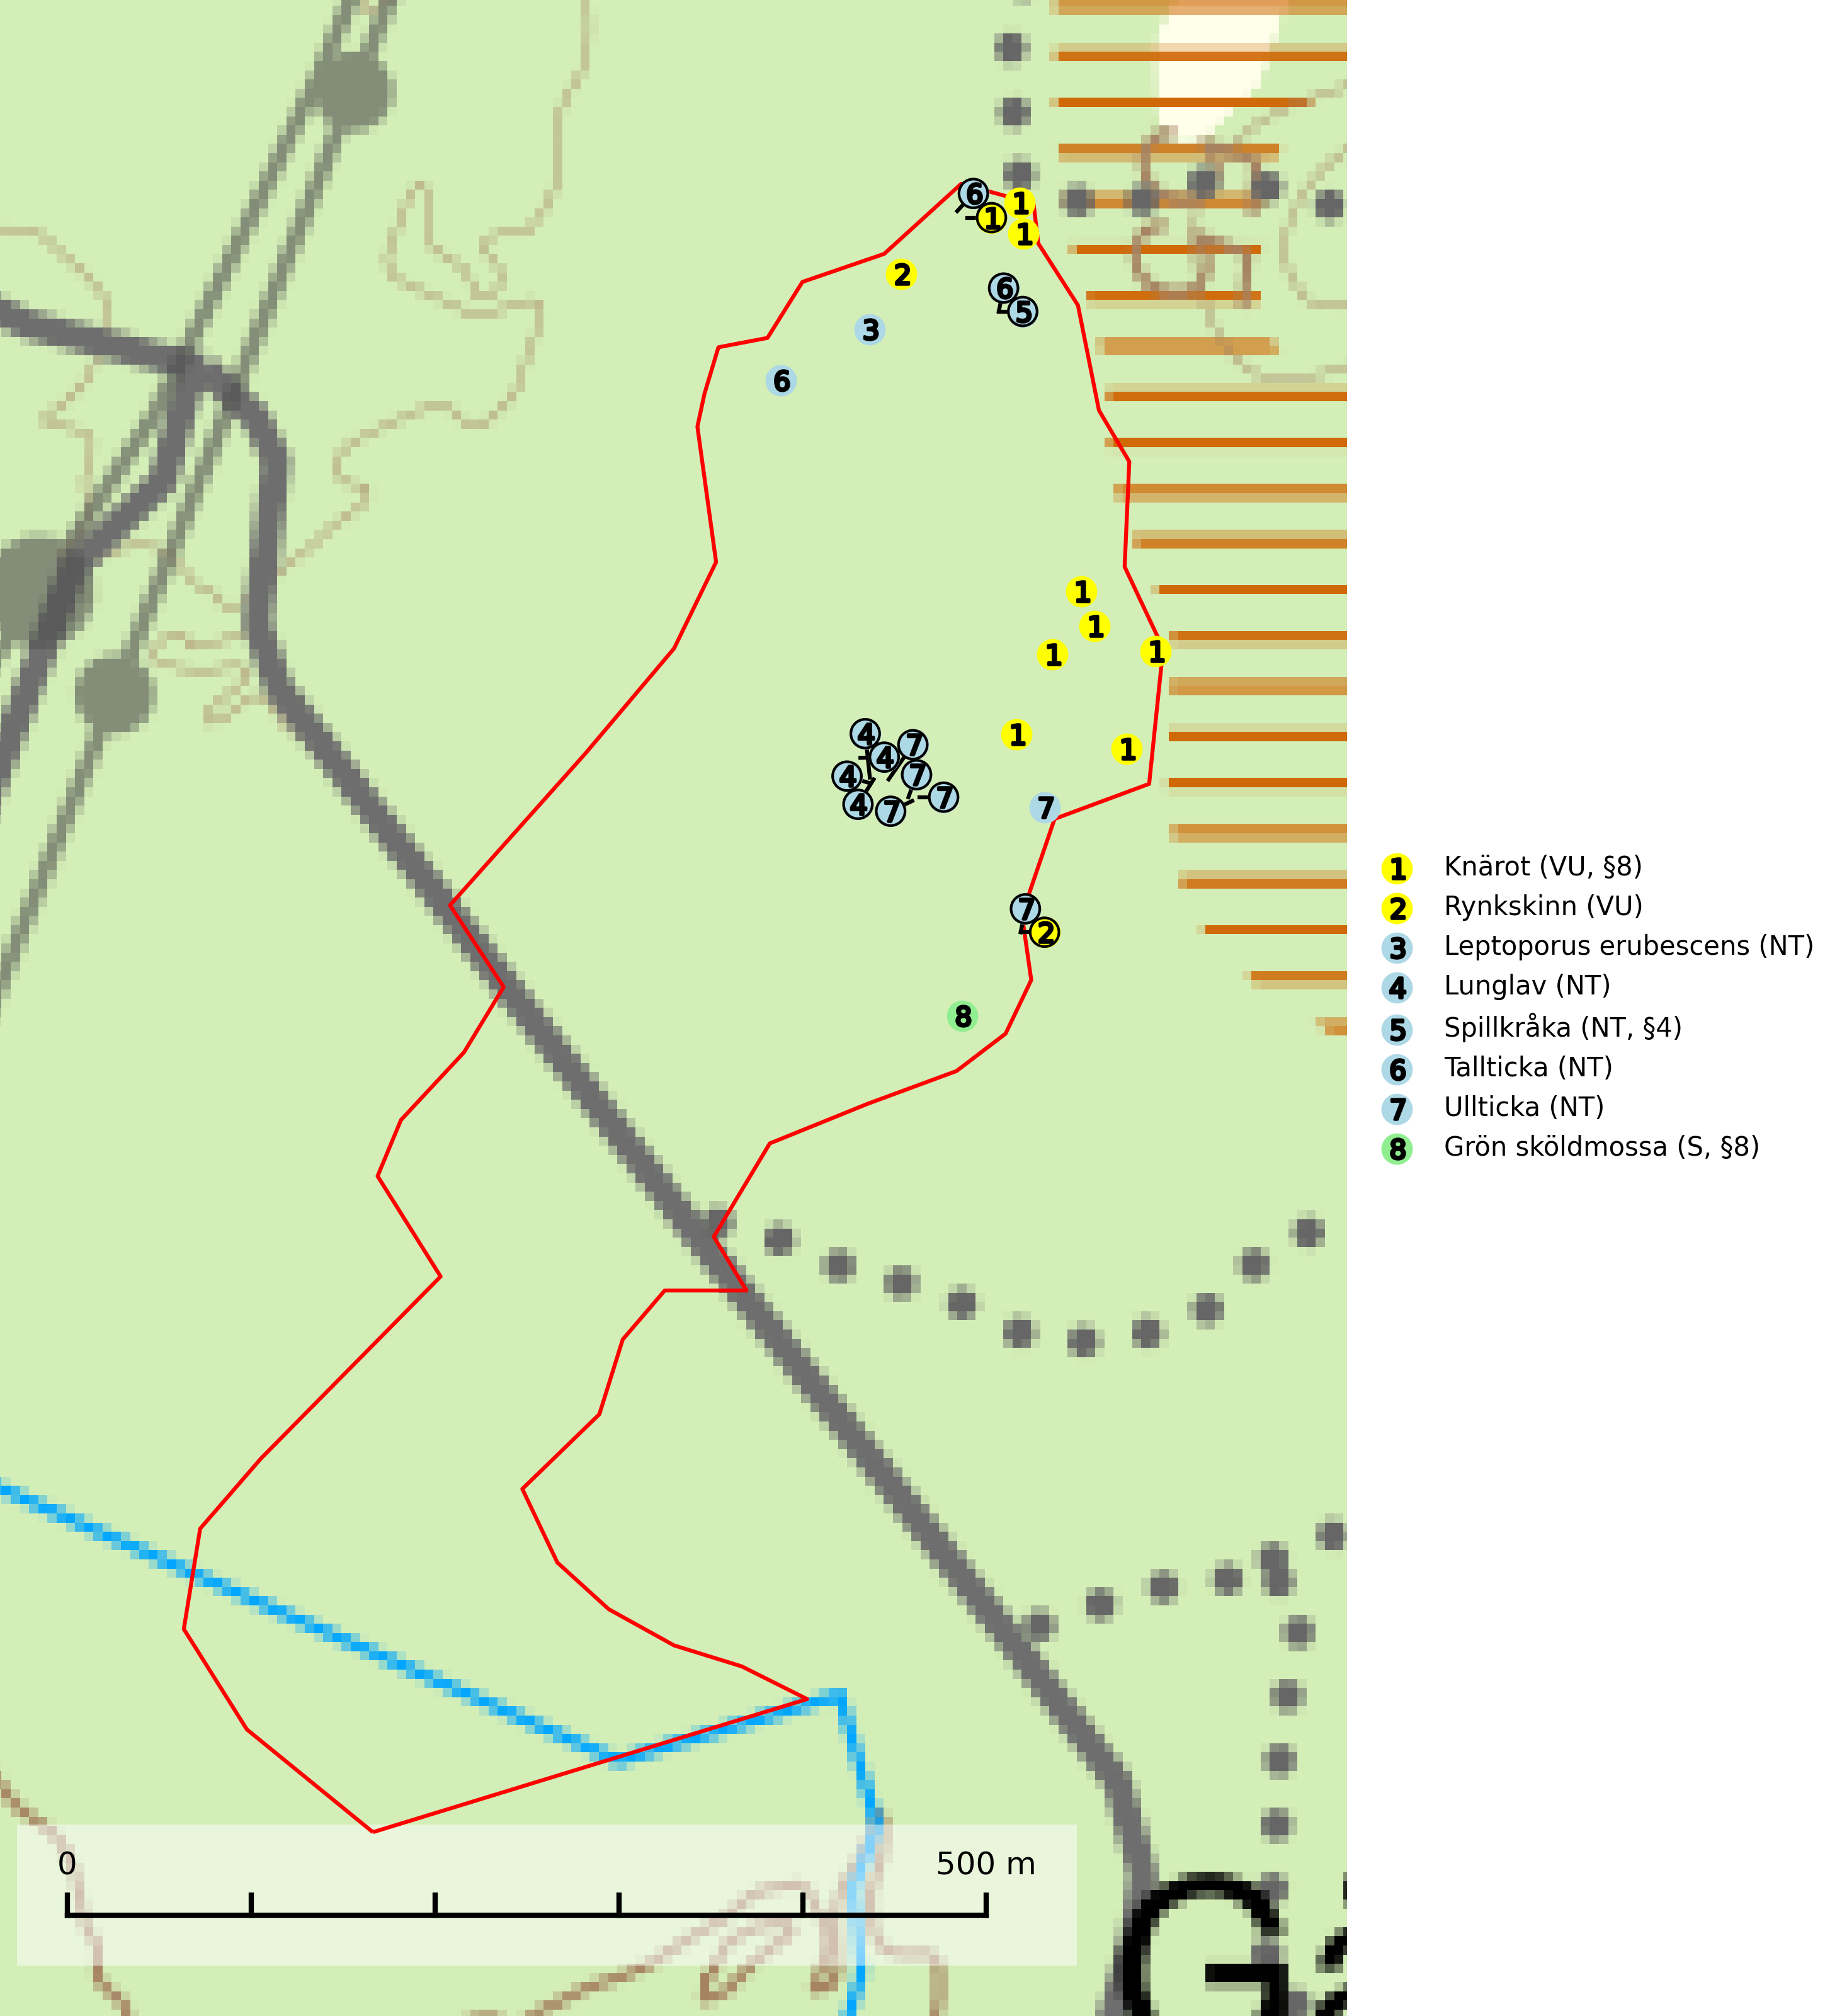 6
1
1
1
2
6
5
3
6
1
1
1
1
1
1
4
7
4
4
7
4
7
7
7
7
2
8
1 Knärot (VU, §8)
2 Rynkskinn (VU)
3 Leptoporus erubescens (NT)
4 Lunglav (NT)
5 Spillkråka (NT, §4)
6 Tallticka (NT)
7 Ullticka (NT)
8 Grön sköldmossa (S, §8)
0 500 m
G